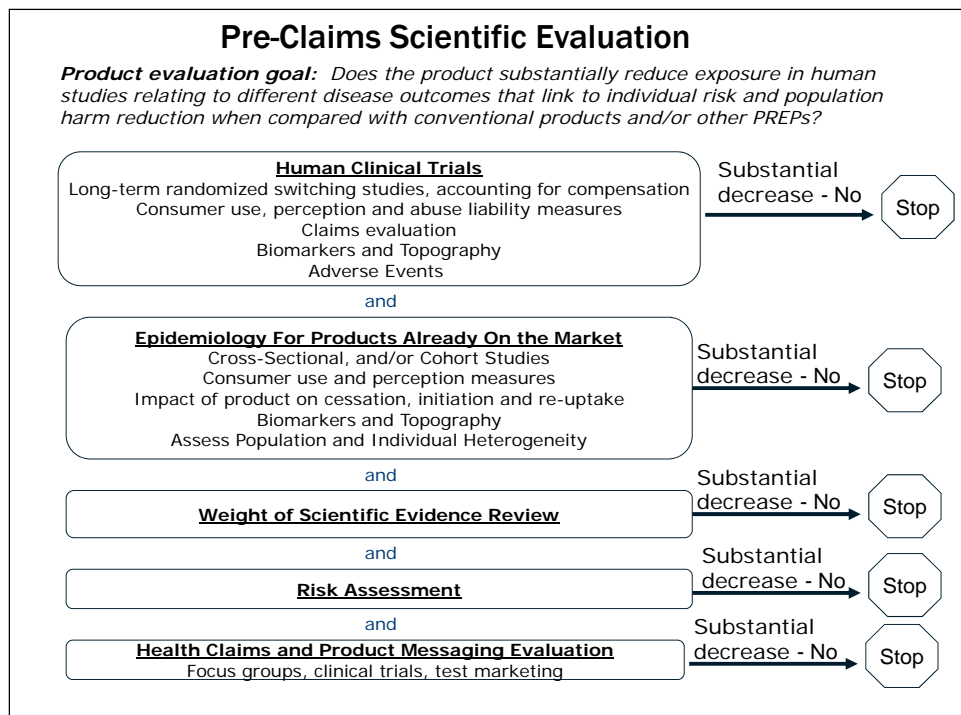 Pre-Claims Scientific Evaluation
Product evaluation goal: Does the product substantially reduce exposure in human
studies relating to different disease outcomes that link to individual risk and population
harm reduction when compared with conventional products and/or other PREPs?
Human Clinical Trials
Long-term randomized switching studies, accounting for compensation
Consumer use, perception and abuse liability measures
Claims evaluation
Biomarkers and Topography
Adverse Events
Substantial
decrease - No
Stop
and
Epidemiology For Products Already On the Market
Cross-Sectional, and/or Cohort Studies
Consumer use and perception measures
Impact of product on cessation, initiation and re-uptake
Biomarkers and Topography
Assess Population and Individual Heterogeneity
Substantial
decrease - No
Stop
and
Weight of Scientific Evidence Review
Substantial
decrease - No
Stop
and
Risk Assessment
Substantial
decrease - No
Stop
and
Health Claims and Product Messaging Evaluation
Focus groups, clinical trials, test marketing
Substantial
decrease - No
Stop